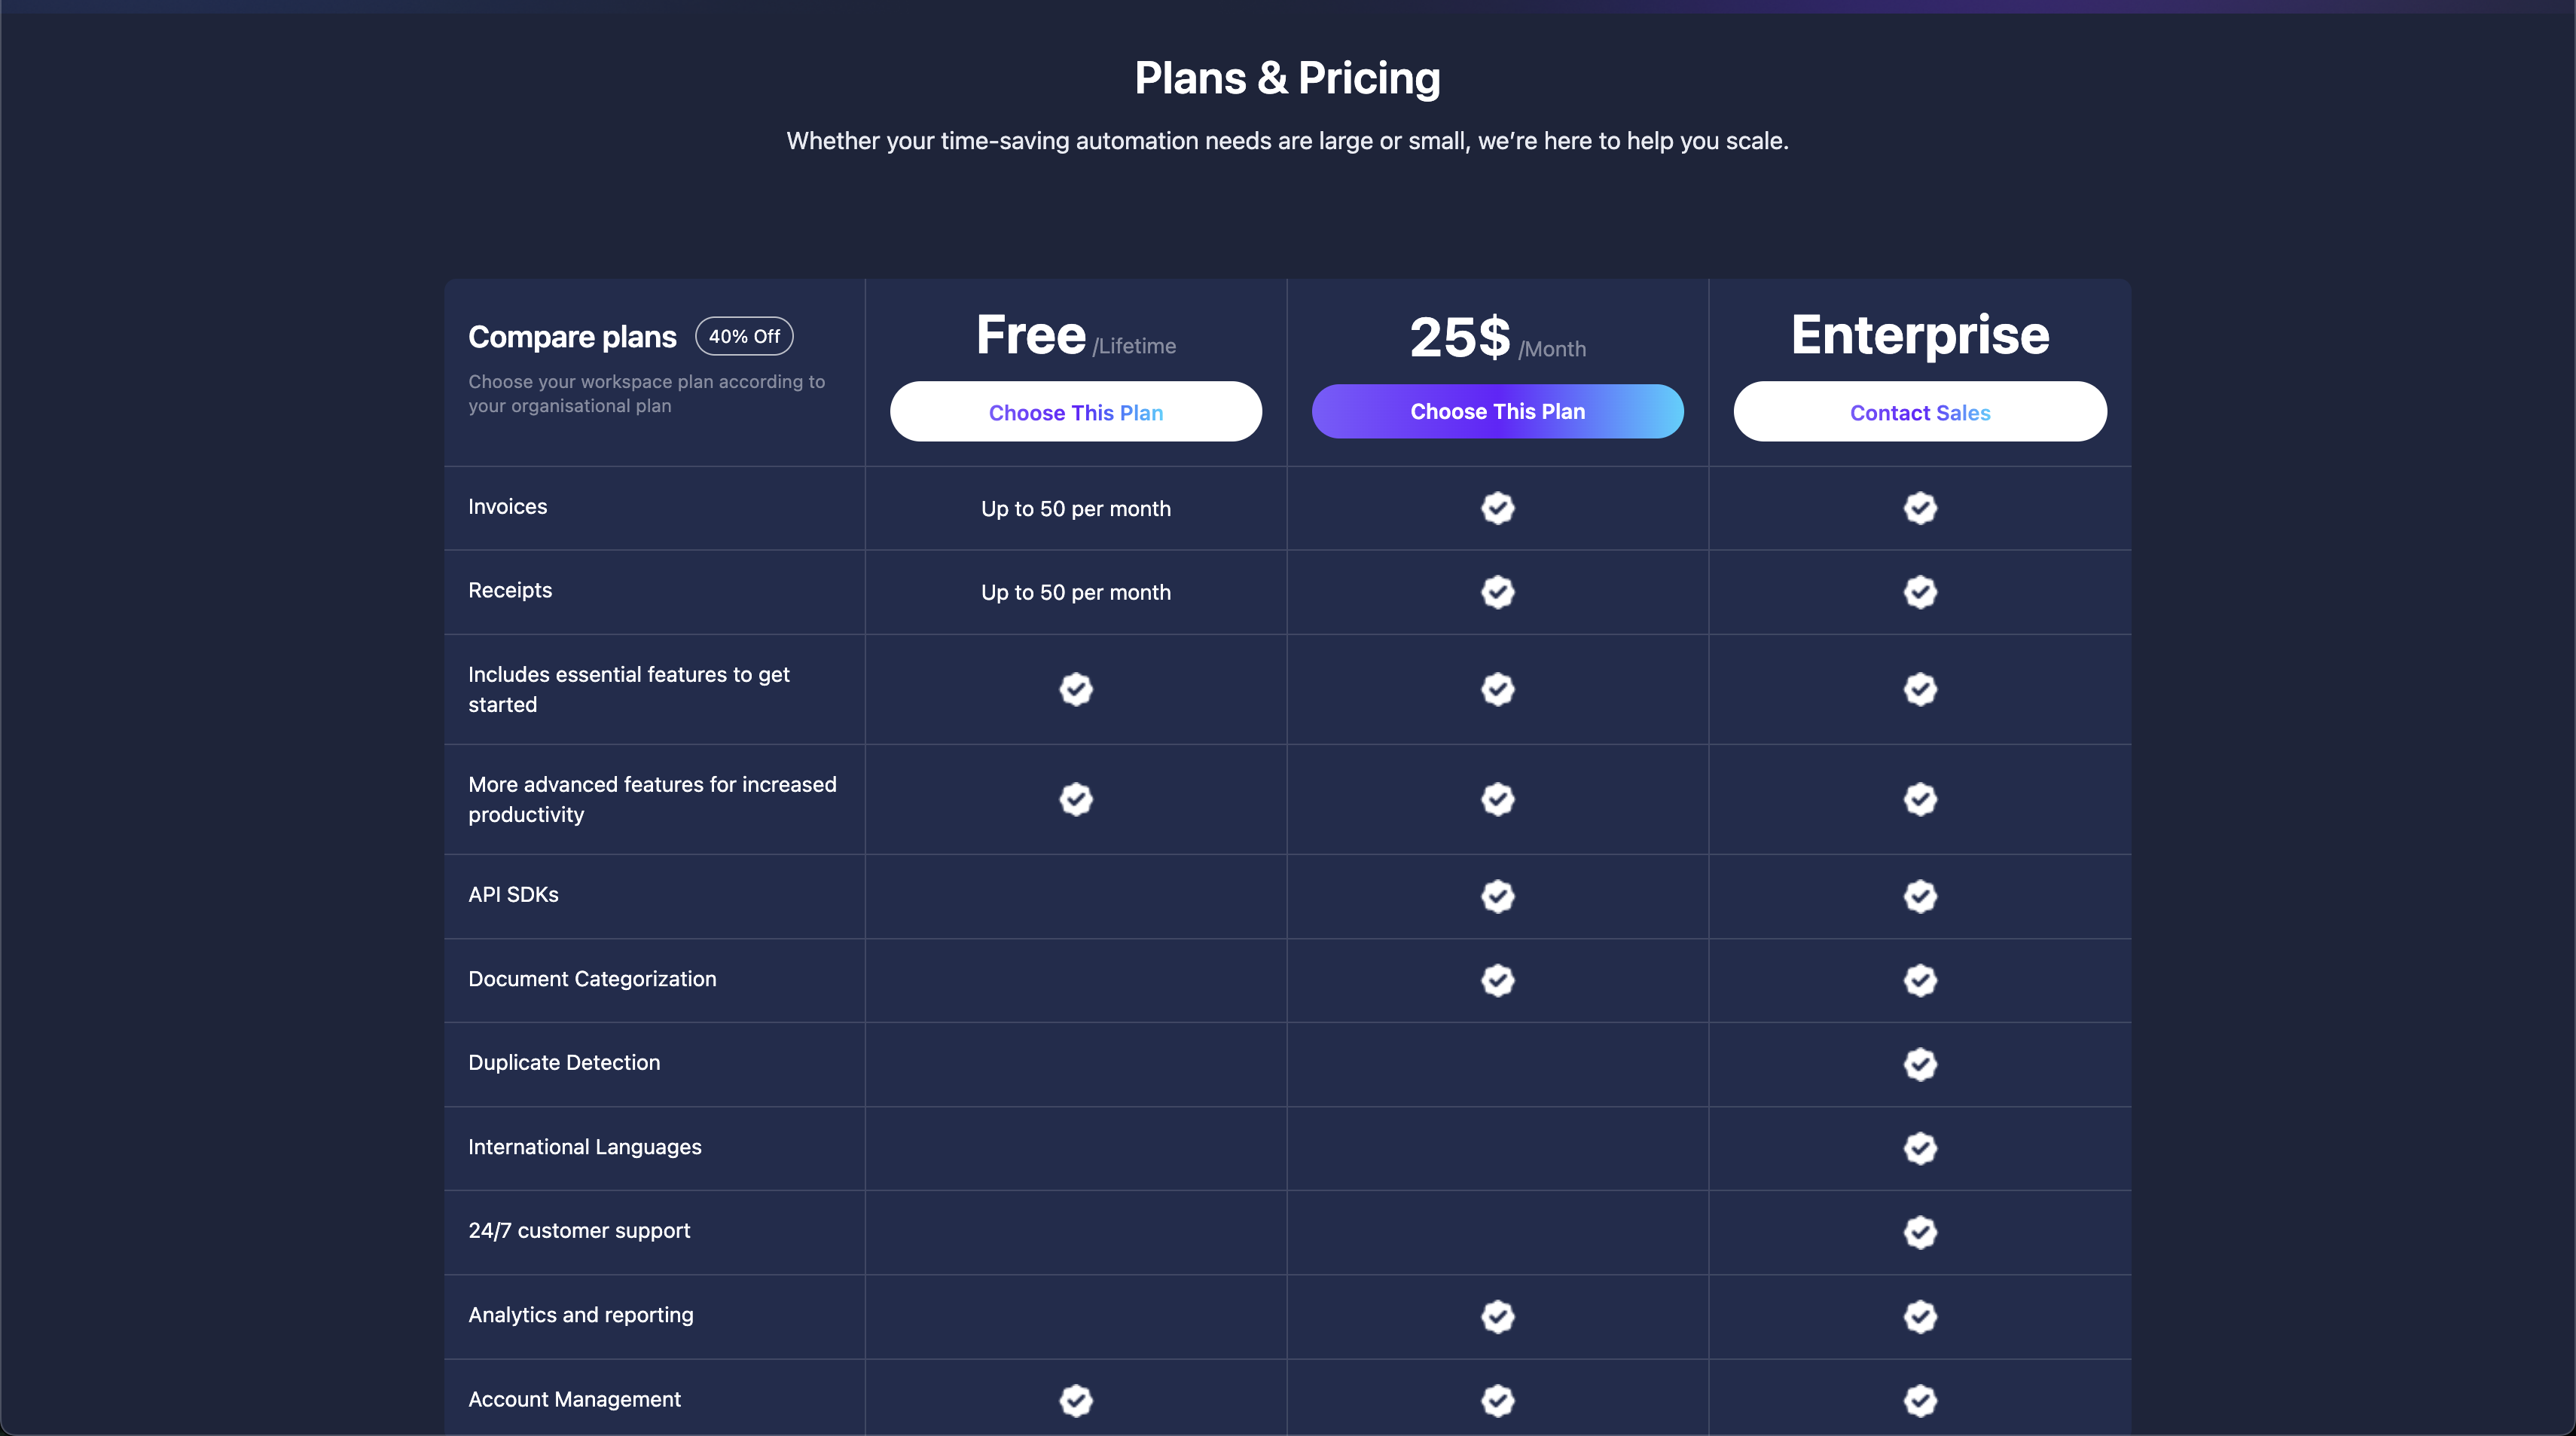 Plans & Pricing
Whether your time-saving automation needs are large or small, we’re here to help you scale.
Compare plans 40% Off
Choose your workspace plan according to
your organisational plan
Free /Lifetime
Choose This Plan
25$ /Month
Choose This Plan
Enterprise
Contact Sales
Invoices
Up to 50 per month
Receipts
Up to 50 per month
Includes essential features to get
started
More advanced features for increased
productivity
API SDKs
Document Categorization
Duplicate Detection
International Languages
24/7 customer support
Analytics and reporting
Account Management